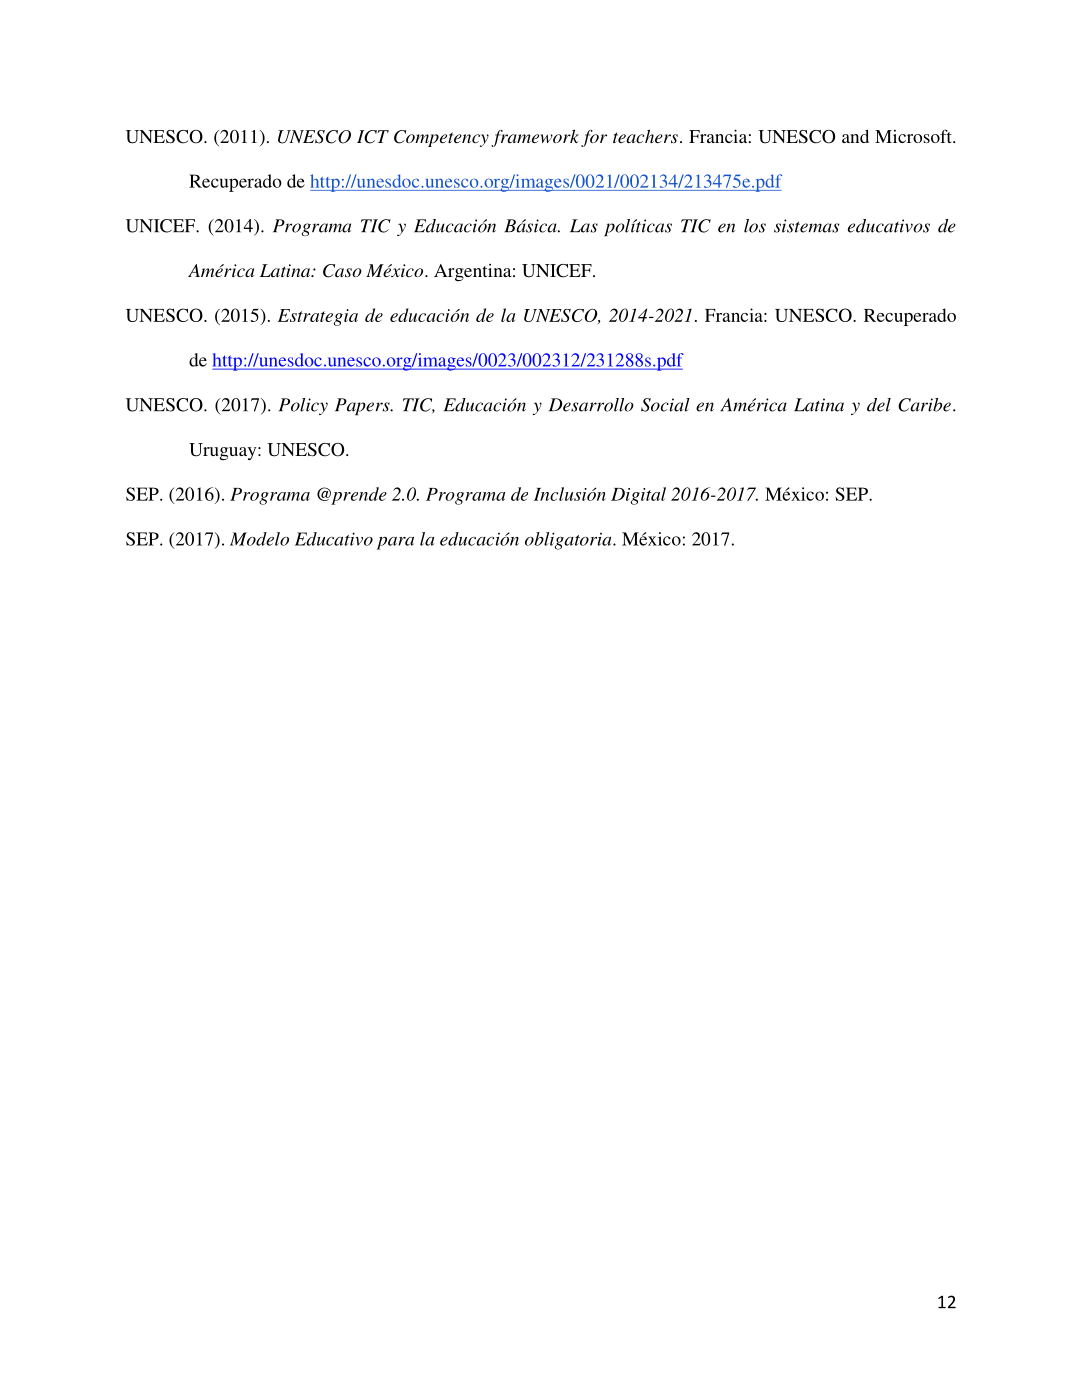 UNESCO. (2011). UNESCO ICT Competency framework for teachers. Francia: UNESCO and Microsoft.
Recuperado de http://unesdoc.unesco.org/images/0021/002134/213475e.pdf
UNICEF. (2014). Programa TIC y Educación Básica. Las políticas TIC en los sistemas educativos de
América Latina: Caso México. Argentina: UNICEF.
UNESCO. (2015). Estrategia de educación de la UNESCO, 2014-2021. Francia: UNESCO. Recuperado
de http://unesdoc.unesco.org/images/0023/002312/231288s.pdf
UNESCO. (2017). Policy Papers. TIC, Educación y Desarrollo Social en América Latina y del Caribe.
Uruguay: UNESCO.
SEP. (2016). Programa @prende 2.0. Programa de Inclusión Digital 2016-2017. México: SEP.
SEP. (2017). Modelo Educativo para la educación obligatoria. México: 2017.
12